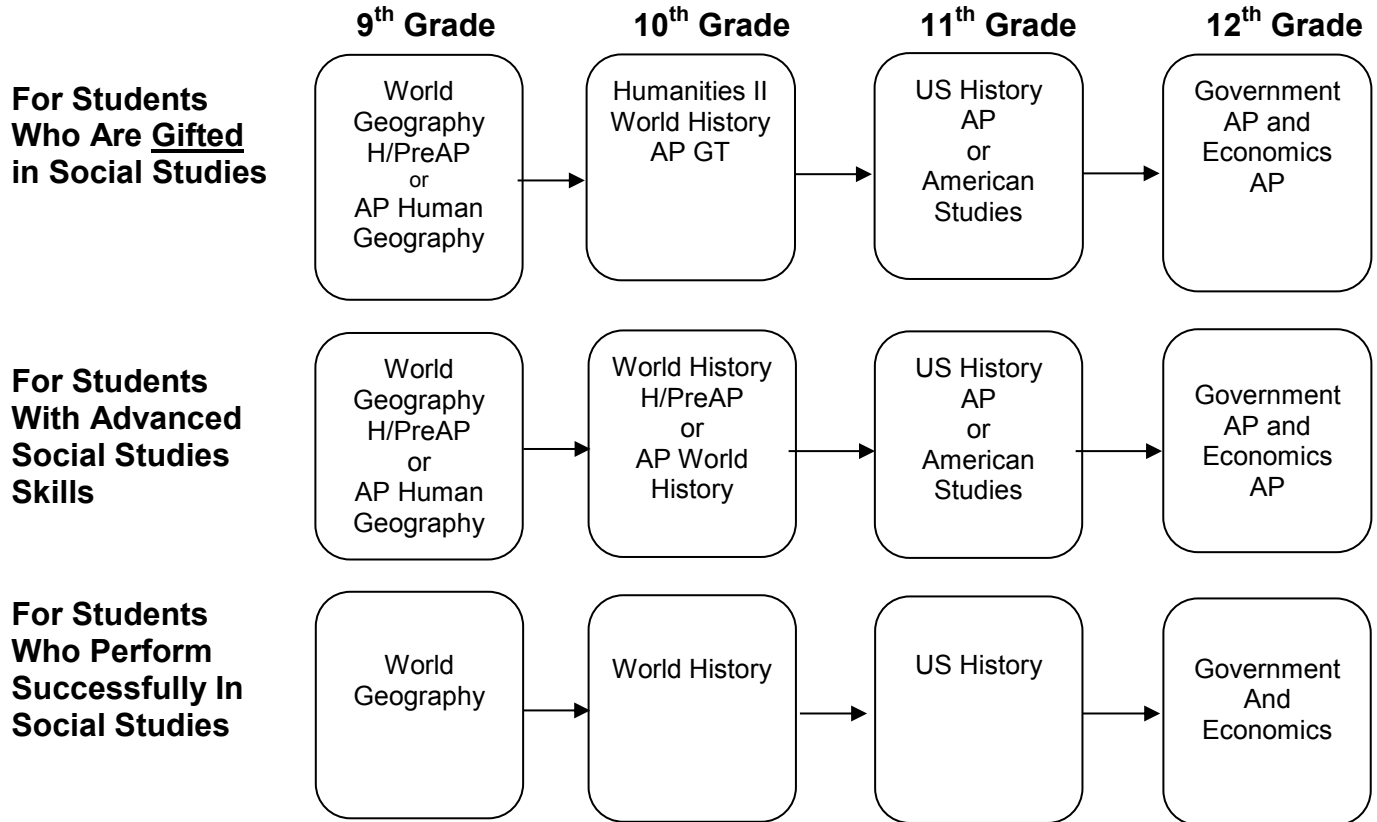 9th Grade
10th Grade
11th Grade
12th Grade
For Students
Who Are Gifted
in Social Studies
World
Geography
H/PreAP
or
AP Human
Geography
Humanities II
World History
AP GT
US History
AP
or
American
Studies
Government
AP and
Economics
AP
For Students
With Advanced
Social Studies
Skills
World
Geography
H/PreAP
or
AP Human
Geography
World History
H/PreAP
or
AP World
History
US History
AP
or
American
Studies
Government
AP and
Economics
AP
For Students
Who Perform
Successfully In
Social Studies
World
Geography
World History
US History
Government
And
Economics